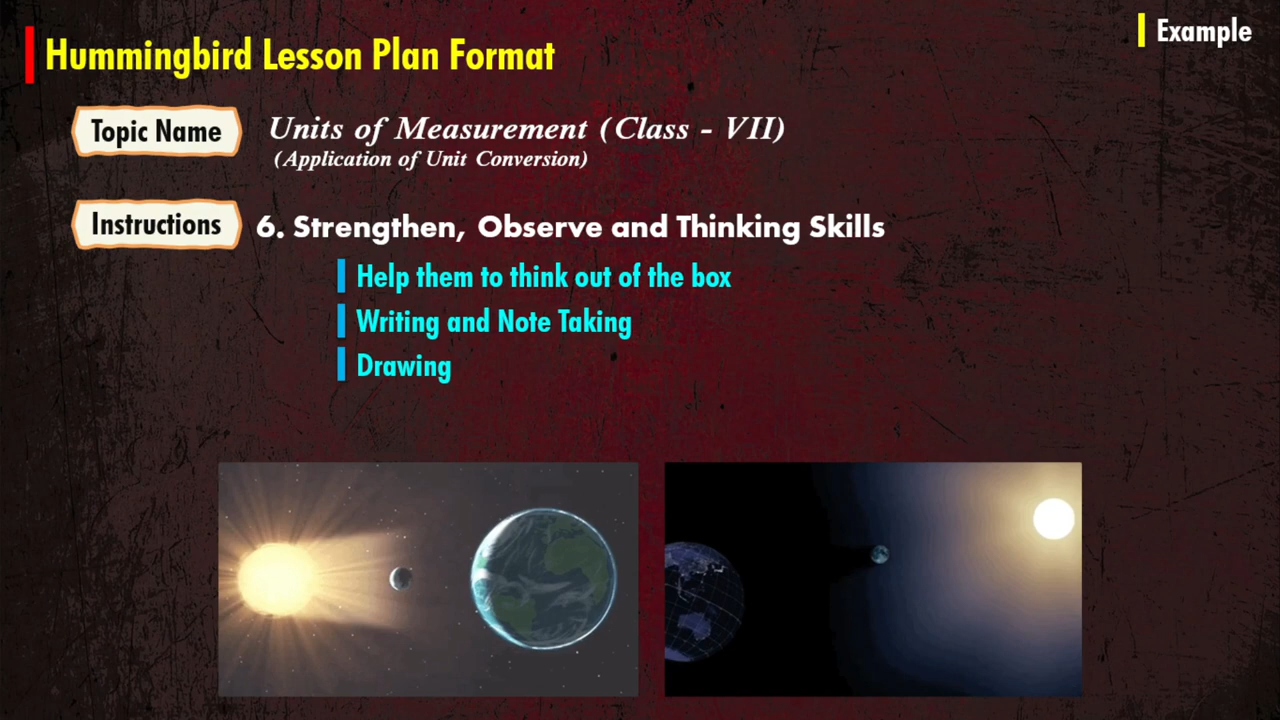 Example
Hummingbird Lesson Plan Format
Topic Name
Units of Measurement (Class - VII)
(Application of Unit Conversion)
Instructions
6. Strengthen, Observe and Thinking Skills
Help them to think out of the box
Writing and Note Taking
Drawing